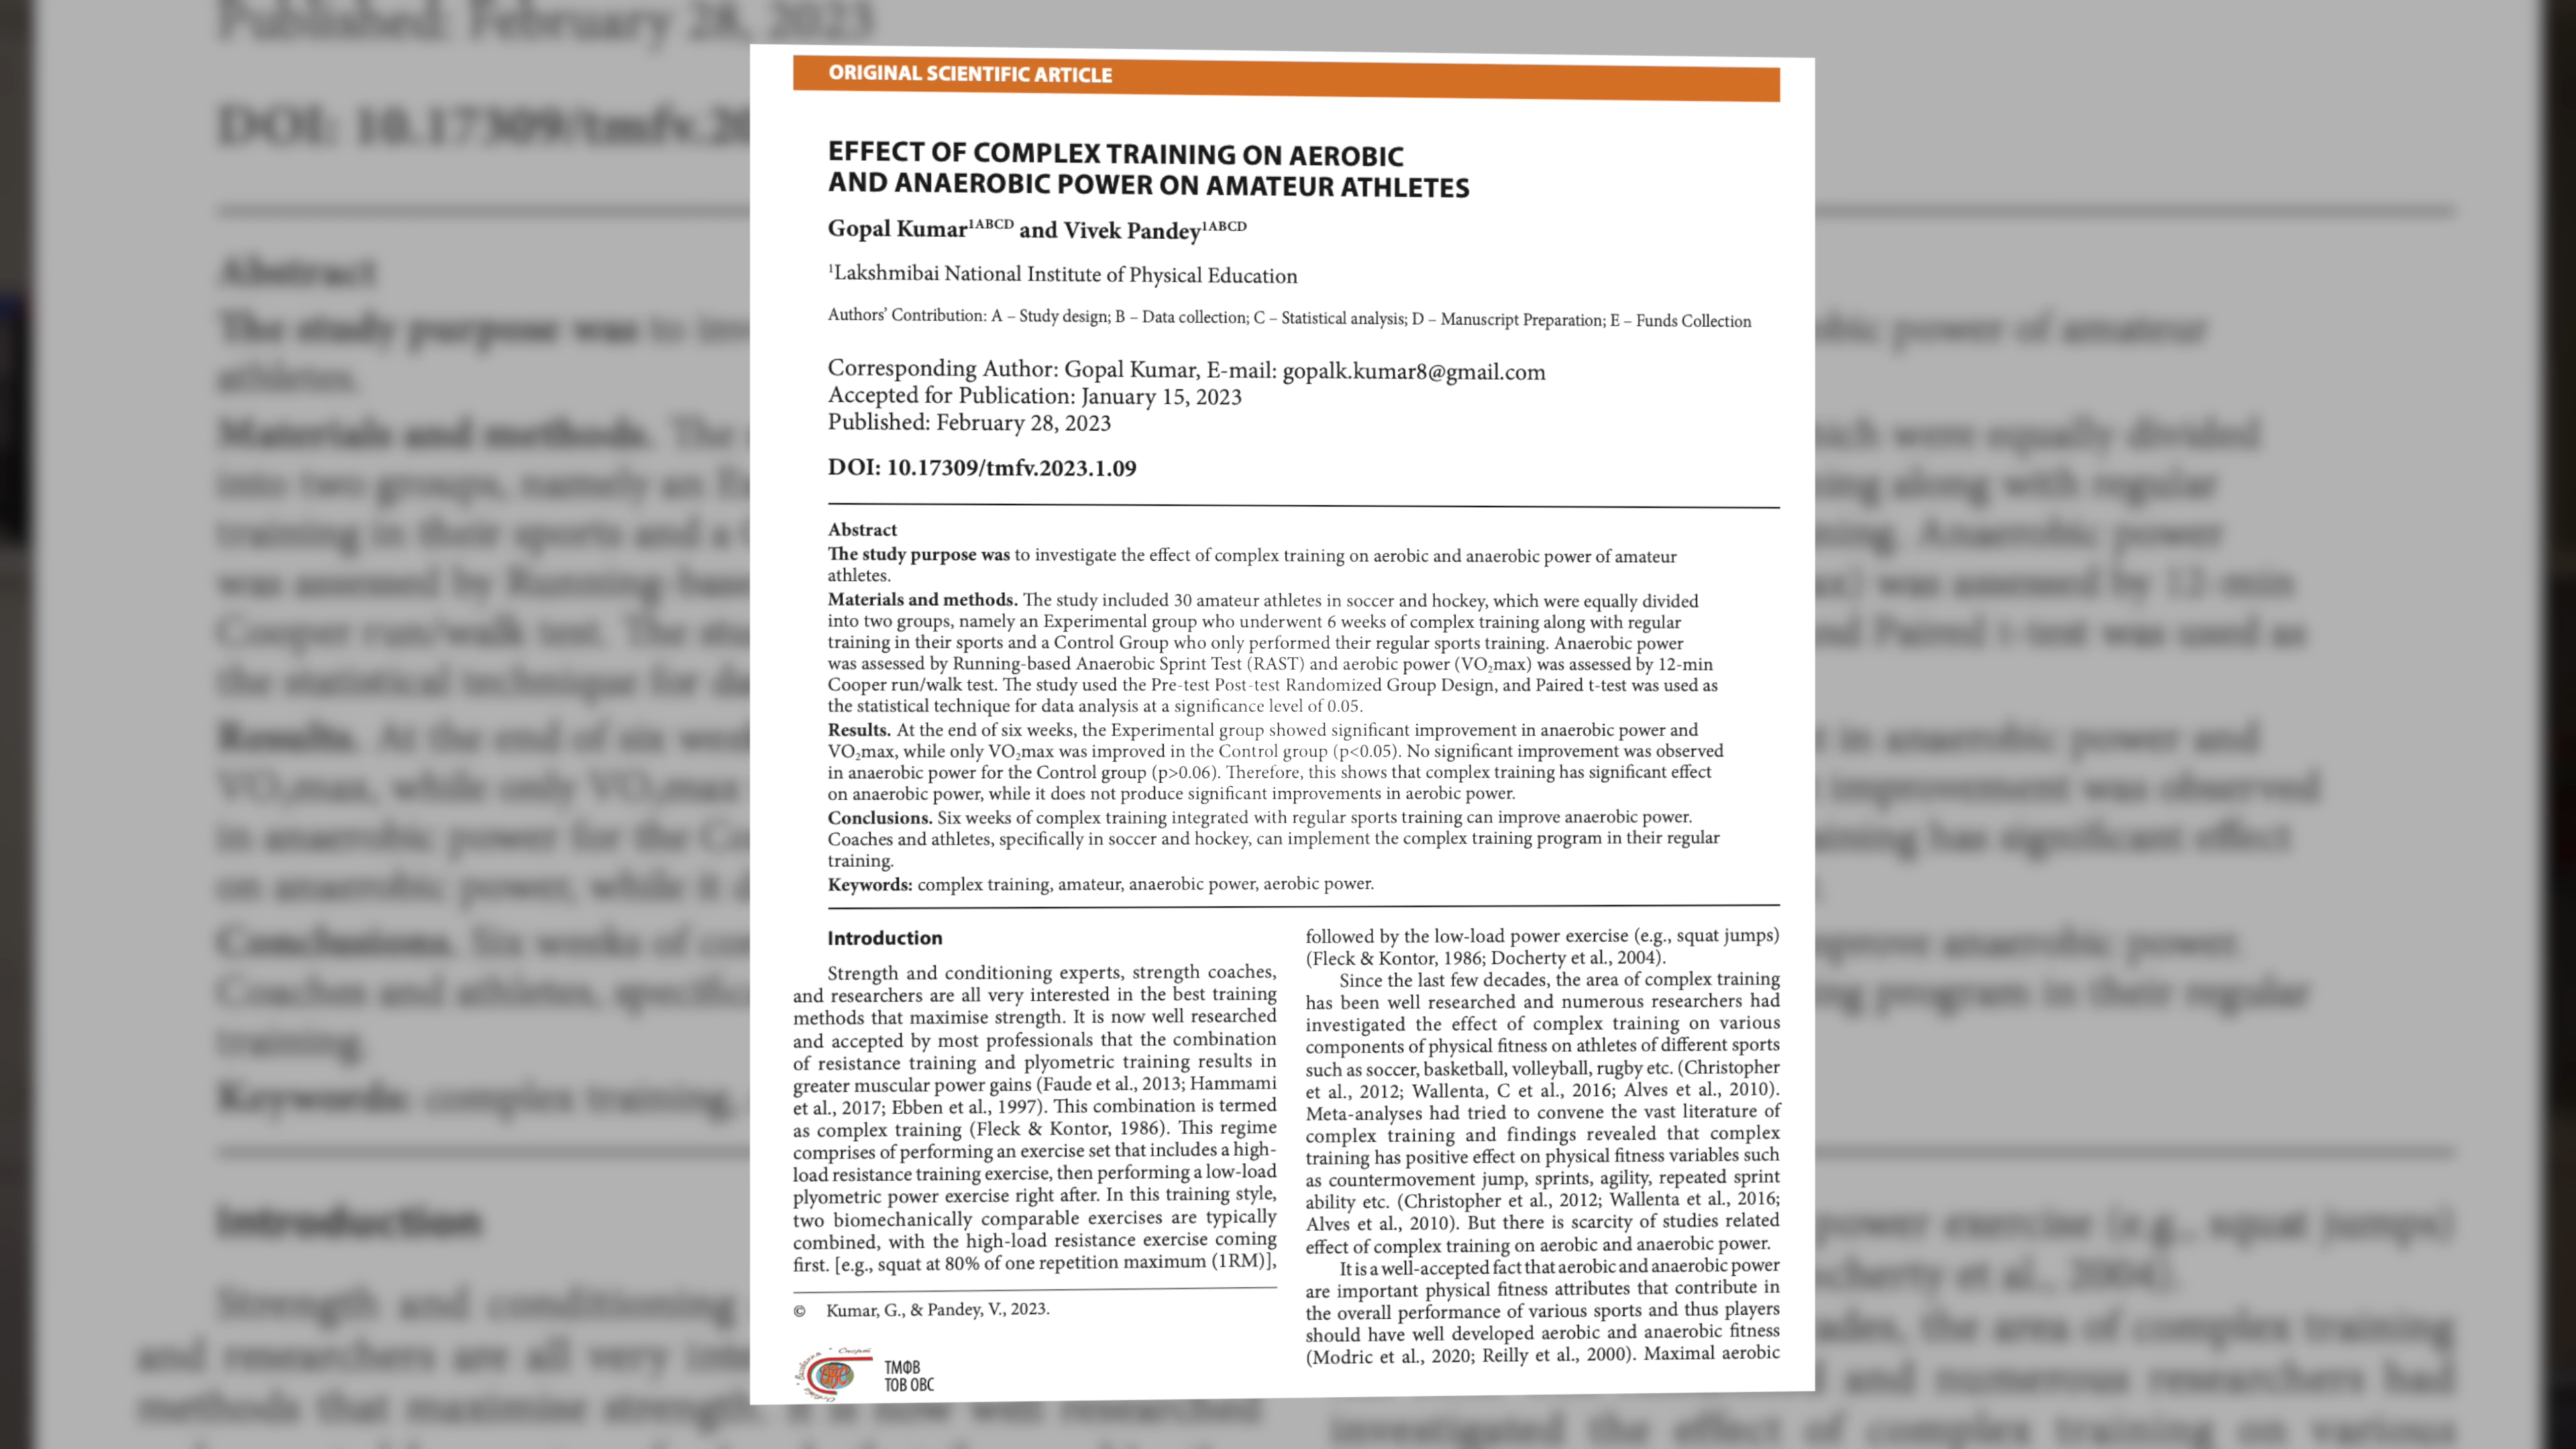 Published: February 28, 2023
DOI: 10.17309/tmfv.20
ORIGINAL SCIENTIFIC ARTICLE
EFFECT OF COMPLEX TRAINING ON AEROBIC
AND ANAEROBIC POWER ON AMATEUR ATHLETES
Gopal Kumar1ABCD and Vivek Pandey1ABCD
1Lakshmibai National Institute of Physical Education
Authors' Contribution: A – Study design; B – Data collection; C – Statistical analysis; D – Manuscript Preparation; E – Funds Collection
Corresponding Author: Gopal Kumar, E-mail: gopalk.kumar8@gmail.com
Accepted for Publication: January 15, 2023
Published: February 28, 2023
DOI: 10.17309/tmfv.2023.1.09
Abstract
The study purpose was to investigate the effect of complex training on aerobic and anaerobic power of amateur
athletes.
Materials and methods. The study included 30 amateur athletes in soccer and hockey, which were equally divided
into two groups, namely an Experimental group who underwent 6 weeks of complex training along with regular
training in their sports and a Control Group who only performed their regular sports training. Anaerobic power
was assessed by Running-based Anaerobic Sprint Test (RAST) and aerobic power (VO₂max) was assessed by 12-min
Cooper run/walk test. The study used the Pre-test Post-test Randomized Group Design, and Paired t-test was used as
the statistical technique for data analysis at a significance level of 0.05.
Results. At the end of six weeks, the Experimental group showed significant improvement in anaerobic power and
VO₂max, while only VO₂max was improved in the Control group (p<0.05). No significant improvement was observed
in anaerobic power for the Control group (p>0.06). Therefore, this shows that complex training has significant effect
on anaerobic power, while it does not produce significant improvements in aerobic power.
Conclusions. Six weeks of complex training integrated with regular sports training can improve anaerobic power.
Coaches and athletes, specifically in soccer and hockey, can implement the complex training program in their regular
training.
Keywords: complex training, amateur, anaerobic power, aerobic power.
Introduction
Strength and conditioning experts, strength coaches,
and researchers are all very interested in the best training
methods that maximise strength. It is now well researched
and accepted by most professionals that the combination
of resistance training and plyometric training results in
greater muscular power gains (Faude et al., 2013; Hammami
et al., 2017; Ebben et al., 1997). This combination is termed
as complex training (Fleck & Kontor, 1986). This regime
comprises of performing an exercise set that includes a high-
load resistance training exercise, then performing a low-load
plyometric power exercise right after. In this training style,
two biomechanically comparable exercises are typically
combined, with the high-load resistance exercise coming
first. [e.g., squat at 80% of one repetition maximum (1RM)],
followed by the low-load power exercise (e.g., squat jumps)
(Fleck & Kontor, 1986; Docherty et al., 2004).
Since the last few decades, the area of complex training
has been well researched and numerous researchers had
investigated the effect of complex training on various
components of physical fitness on athletes of different sports
such as soccer, basketball, volleyball, rugby etc. (Christopher
et al., 2012; Wallenta, C et al., 2016; Alves et al., 2010).
Meta-analyses had tried to convene the vast literature of
complex training and findings revealed that complex
training has positive effect on physical fitness variables such
as countermovement jump, sprints, agility, repeated sprint
ability etc. (Christopher et al., 2012; Wallenta et al., 2016;
Alves et al., 2010). But there is scarcity of studies related
effect of complex training on aerobic and anaerobic power.
It is a well-accepted fact that aerobic and anaerobic power
are important physical fitness attributes that contribute in
the overall performance of various sports and thus players
should have well developed aerobic and anaerobic fitness
(Modric et al., 2020; Reilly et al., 2000). Maximal aerobic
© Kumar, G., & Pandey, V., 2023.
ТМФВ
ТОВ ОВС